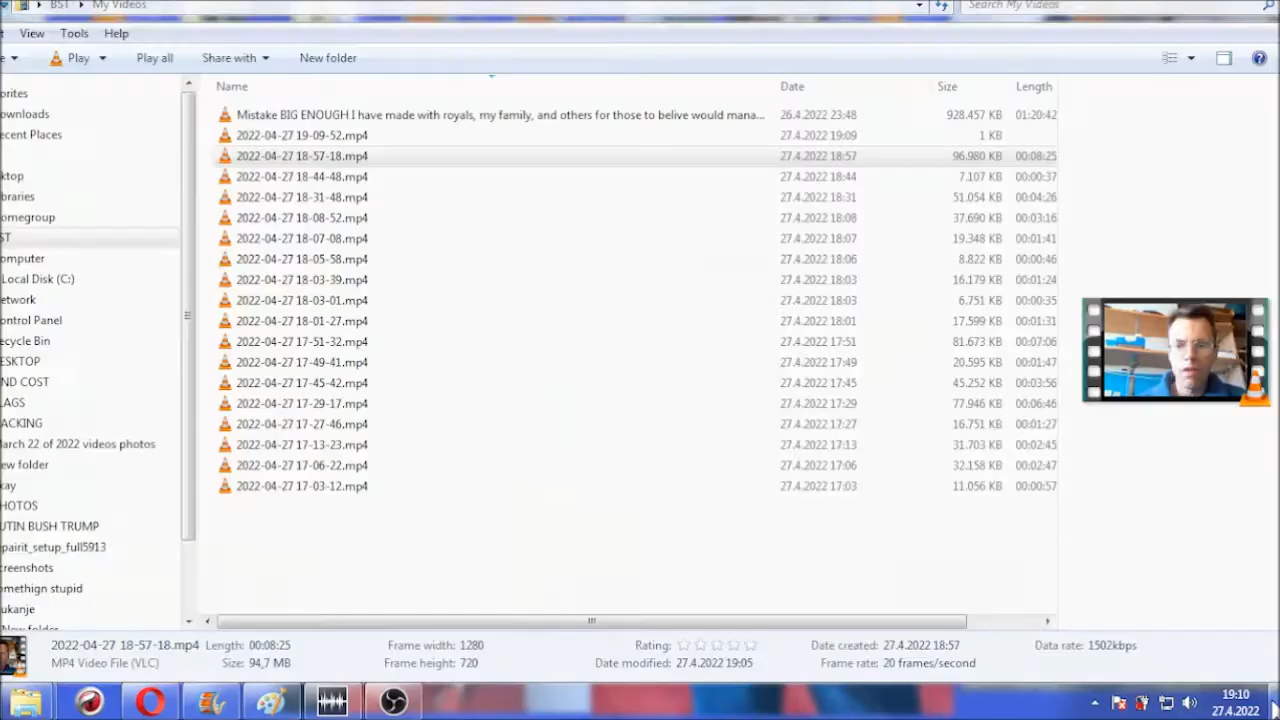 BST My Videos Search My Videos
View Tools Help
Play Play all Share with New folder
Name Date Size Length
Mistake BIG ENOUGH I have made with royals, my family, and others for those to belive would mana... 26.4.2022 23:48 928.457 KB 01:20:42
2022-04-27 19-09-52.mp4 27.4.2022 19:09 1 KB
2022-04-27 18-57-18.mp4 27.4.2022 18:57 96.980 KB 00:08:25
2022-04-27 18-44-48.mp4 27.4.2022 18:44 7.107 KB 00:00:37
2022-04-27 18-31-48.mp4 27.4.2022 18:31 51.054 KB 00:04:26
2022-04-27 18-08-52.mp4 27.4.2022 18:08 37.690 KB 00:03:16
2022-04-27 18-07-08.mp4 27.4.2022 18:07 19.348 KB 00:01:41
2022-04-27 18-05-58.mp4 27.4.2022 18:06 8.822 KB 00:00:46
2022-04-27 18-03-39.mp4 27.4.2022 18:03 16.179 KB 00:01:24
2022-04-27 18-03-01.mp4 27.4.2022 18:03 6.751 KB 00:00:35
2022-04-27 18-01-27.mp4 27.4.2022 18:01 17.599 KB 00:01:31
2022-04-27 17-51-32.mp4 27.4.2022 17:51 81.673 KB 00:07:06
2022-04-27 17-49-41.mp4 27.4.2022 17:49 20.595 KB 00:01:47
2022-04-27 17-45-42.mp4 27.4.2022 17:45 45.252 KB 00:03:56
2022-04-27 17-29-17.mp4 27.4.2022 17:29 77.946 KB 00:06:46
2022-04-27 17-27-46.mp4 27.4.2022 17:27 16.751 KB 00:01:27
2022-04-27 17-13-23.mp4 27.4.2022 17:13 31.703 KB 00:02:45
2022-04-27 17-06-22.mp4 27.4.2022 17:06 32.158 KB 00:02:47
2022-04-27 17-03-12.mp4 27.4.2022 17:03 11.056 KB 00:00:57
orites
ownloads
ecent Places
ktop
braries
omegroup
ST
omputer
Local Disk (C:)
etwork
ontrol Panel
ecycle Bin
ESKTOP
ND COST
LAGS
ACKING
arch 22 of 2022 videos photos
ew folder
kay
HOTOS
UTIN BUSH TRUMP
pairit_setup_full5913
creenshots
omethign stupid
ukanje
New folder
2022-04-27 18-57-18.mp4 Length: 00:08:25 Frame width: 1280 Rating: Date created: 27.4.2022 18:57 Data rate: 1502kbps
MP4 Video File (VLC) Size: 94,7 MB Frame height: 720 Date modified: 27.4.2022 19:05 Frame rate: 20 frames/second
19:10
27.4.2022